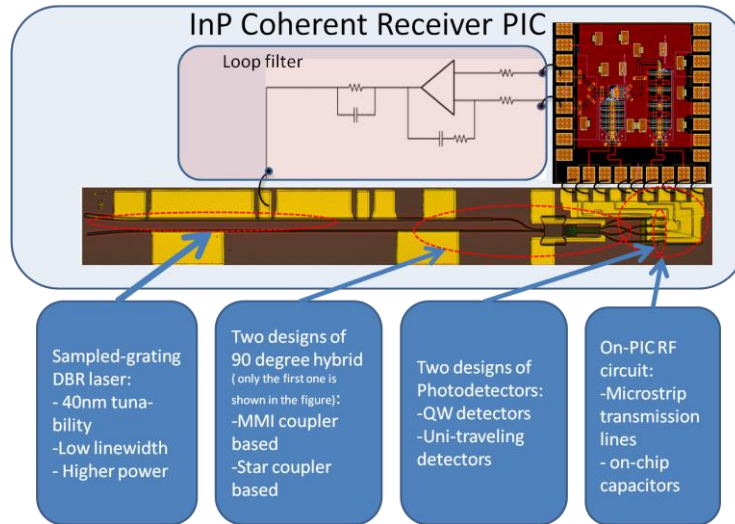 InP Coherent Receiver PIC
Loop filter
Sampled-grating
DBR laser:
- 40nm tuna-
bility
-Low linewidth
- Higher power
Two designs of
90 degree hybrid
( only the first one is
shown in the figure):
-MMI coupler
based
-Star coupler
based
Two designs of
Photodetectors:
-QW detectors
-Uni-traveling
detectors
On-PIC RF
circuit:
-Microstrip
transmission
lines
- on-chip
capacitors